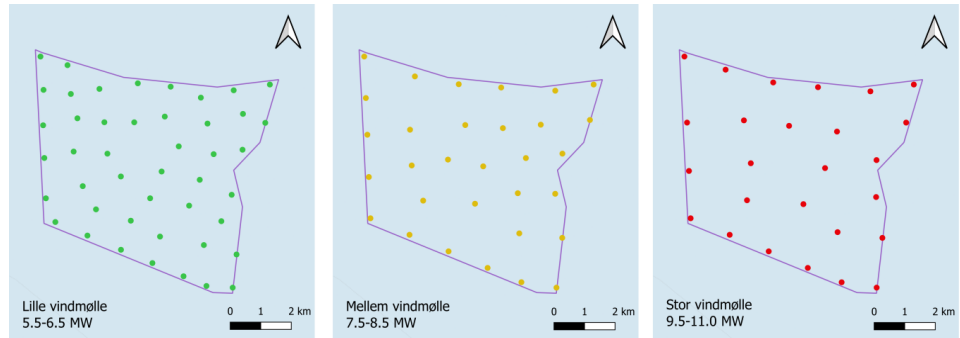 Lille vindmølle
5.5-6.5 MW
0 1 2 km
Mellem vindmølle
7.5-8.5 MW
0 1 2 km
Stor vindmølle
9.5-11.0 MW
0 1 2 km